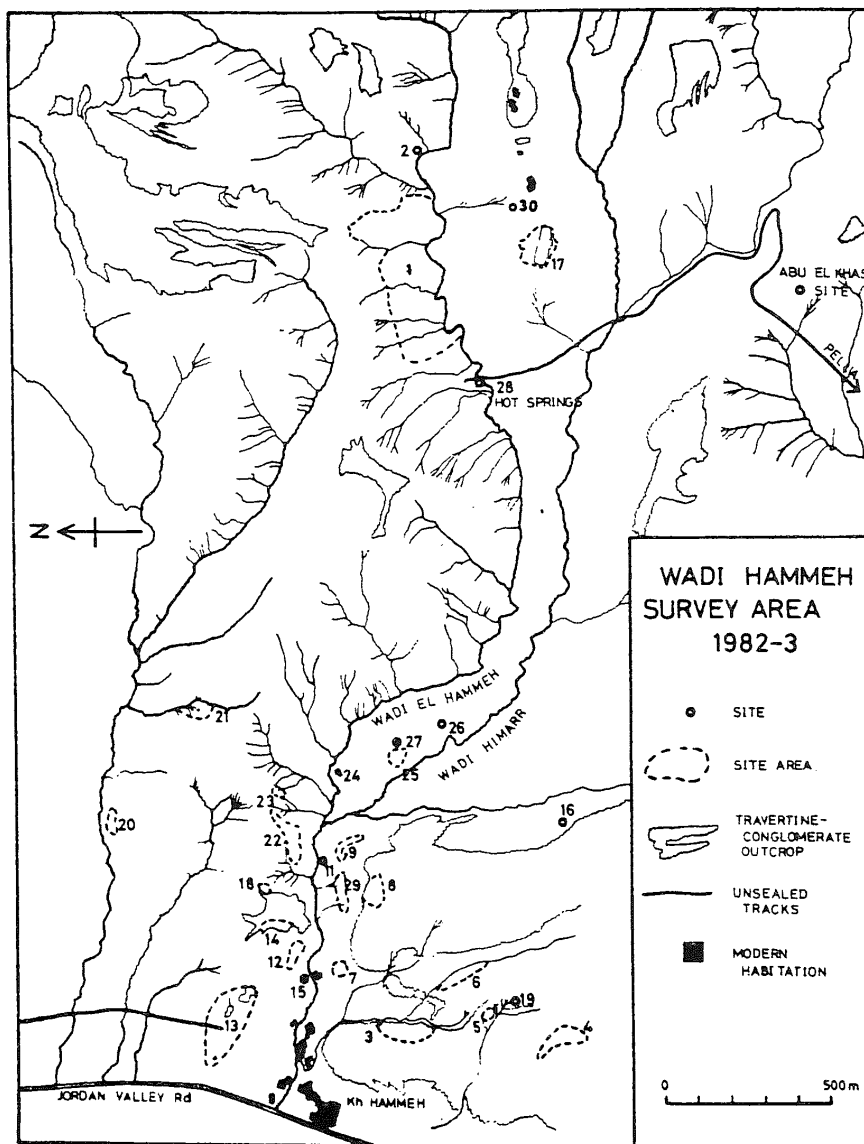 2
30
17
1
ABU EL KHAS
SITE
PELLA
28
HOT SPRINGS
N
WADI HAMMEH
SURVEY AREA
1982-3
SITE
SITE AREA
TRAVERTINE-
CONGLOMERATE
OUTCROP
UNSEALED
TRACKS
MODERN
HABITATION
0 500m
WADI EL HAMMEH
WADI HIMARR
21
26
27
25
24
23
20
22
16
9
11
18
29
8
14
12
7
15
6
19
13
5
3
4
JORDAN VALLEY Rd
Kh HAMMEH